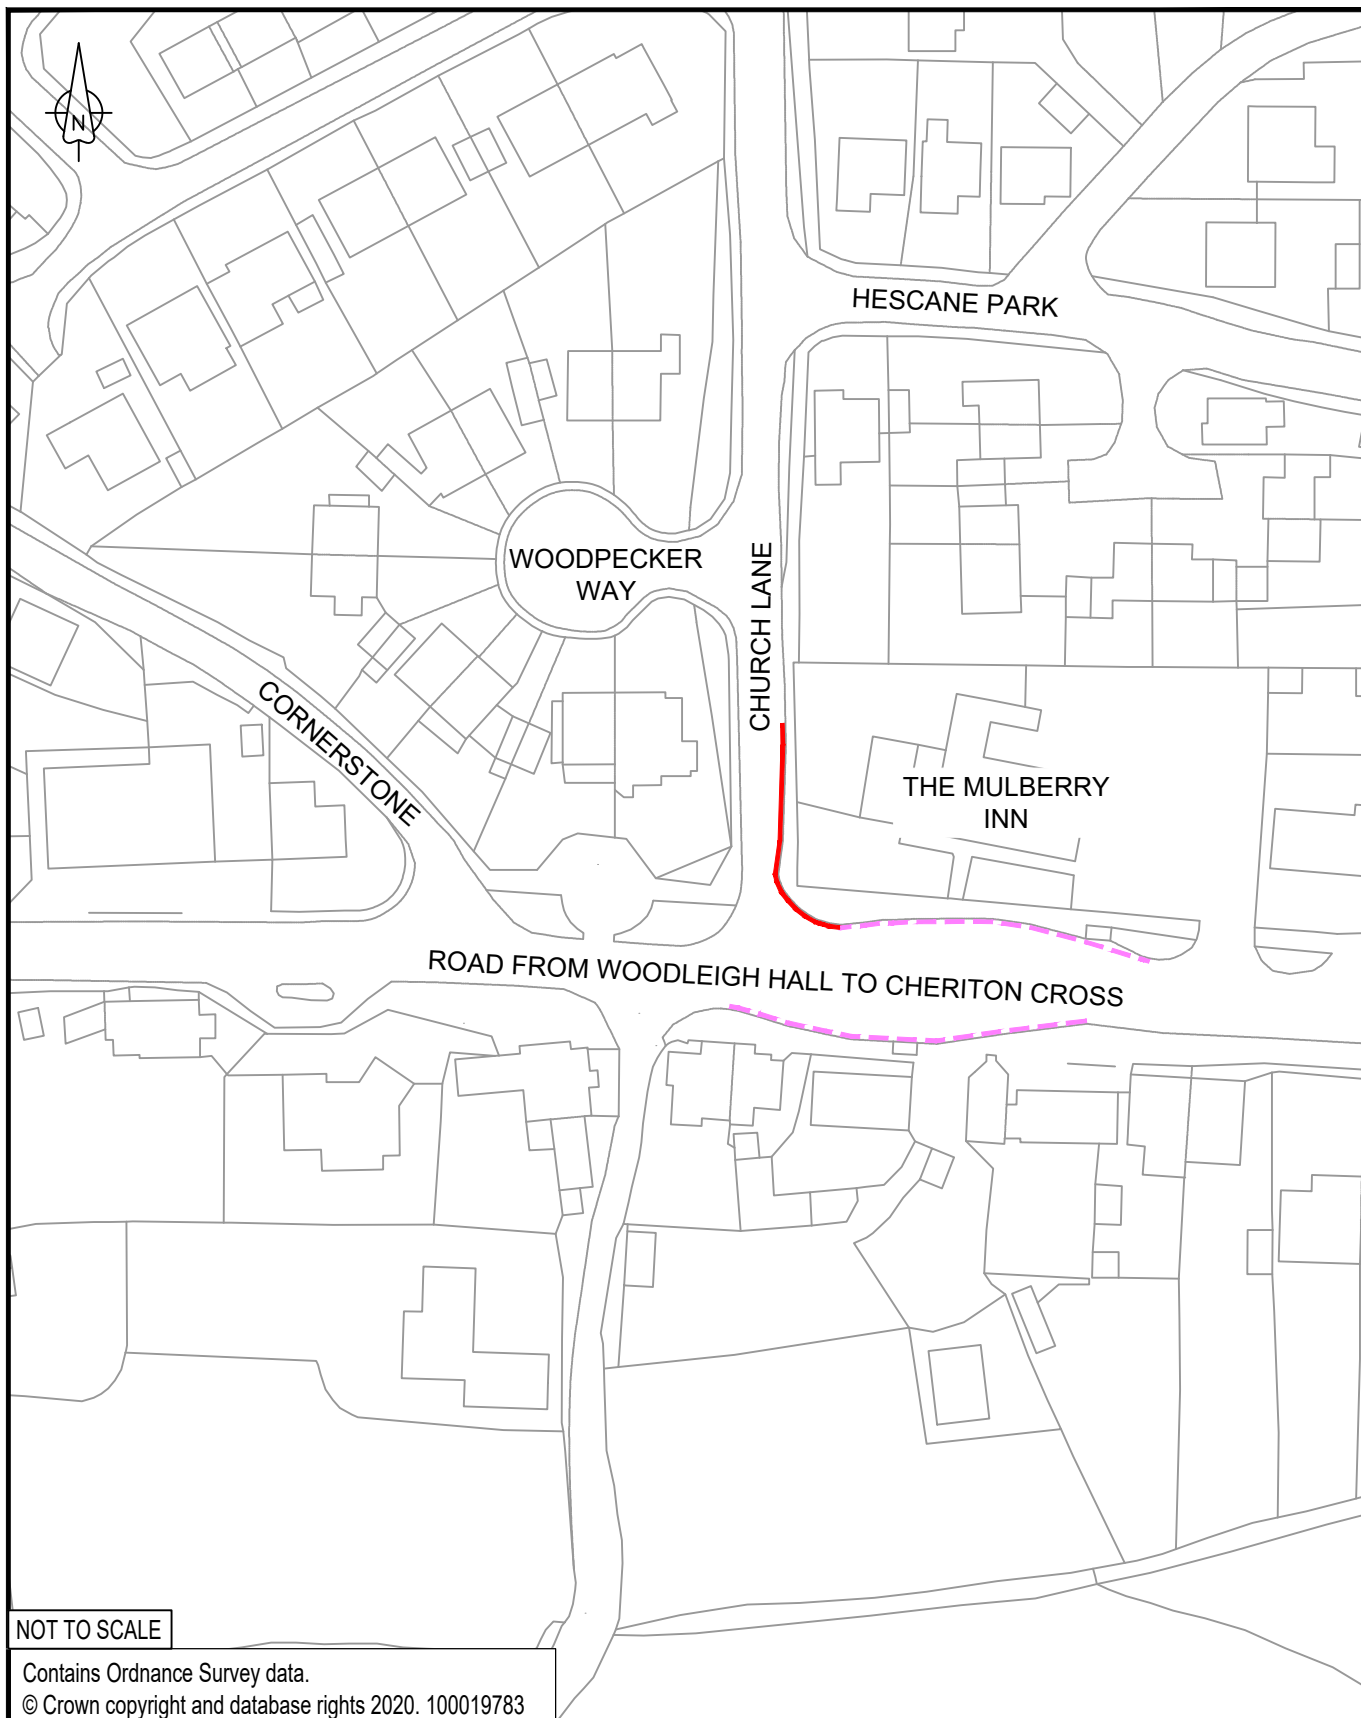 N
HESCANE PARK
WOODPECKER
WAY
CHURCH LANE
CORNERSTONE
THE MULBERRY
INN
ROAD FROM WOODLEIGH HALL TO CHERITON CROSS
NOT TO SCALE
Contains Ordnance Survey data.
© Crown copyright and database rights 2020. 100019783